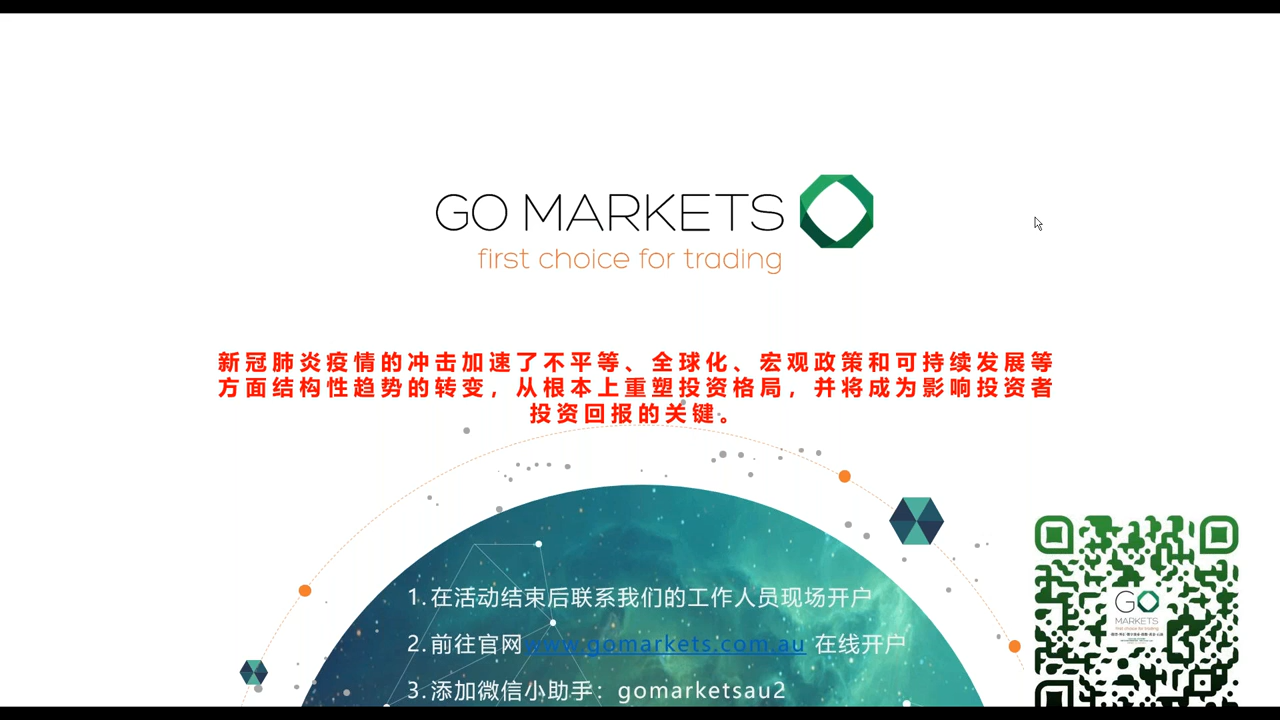 GO MARKETS
first choice for trading
新冠肺炎疫情的冲击加速了不平等、全球化、宏观政策和可持续发展等
方面结构性趋势的转变，从根本上重塑投资格局，并将成为影响投资者
投资回报的关键。
1.在活动结束后联系我们的工作人员现场开户
2.前往官网www.gomarkets.com.au 在线开户
3.添加微信小助手：gomarketsau2
GO
MARKETS
first choice for trading